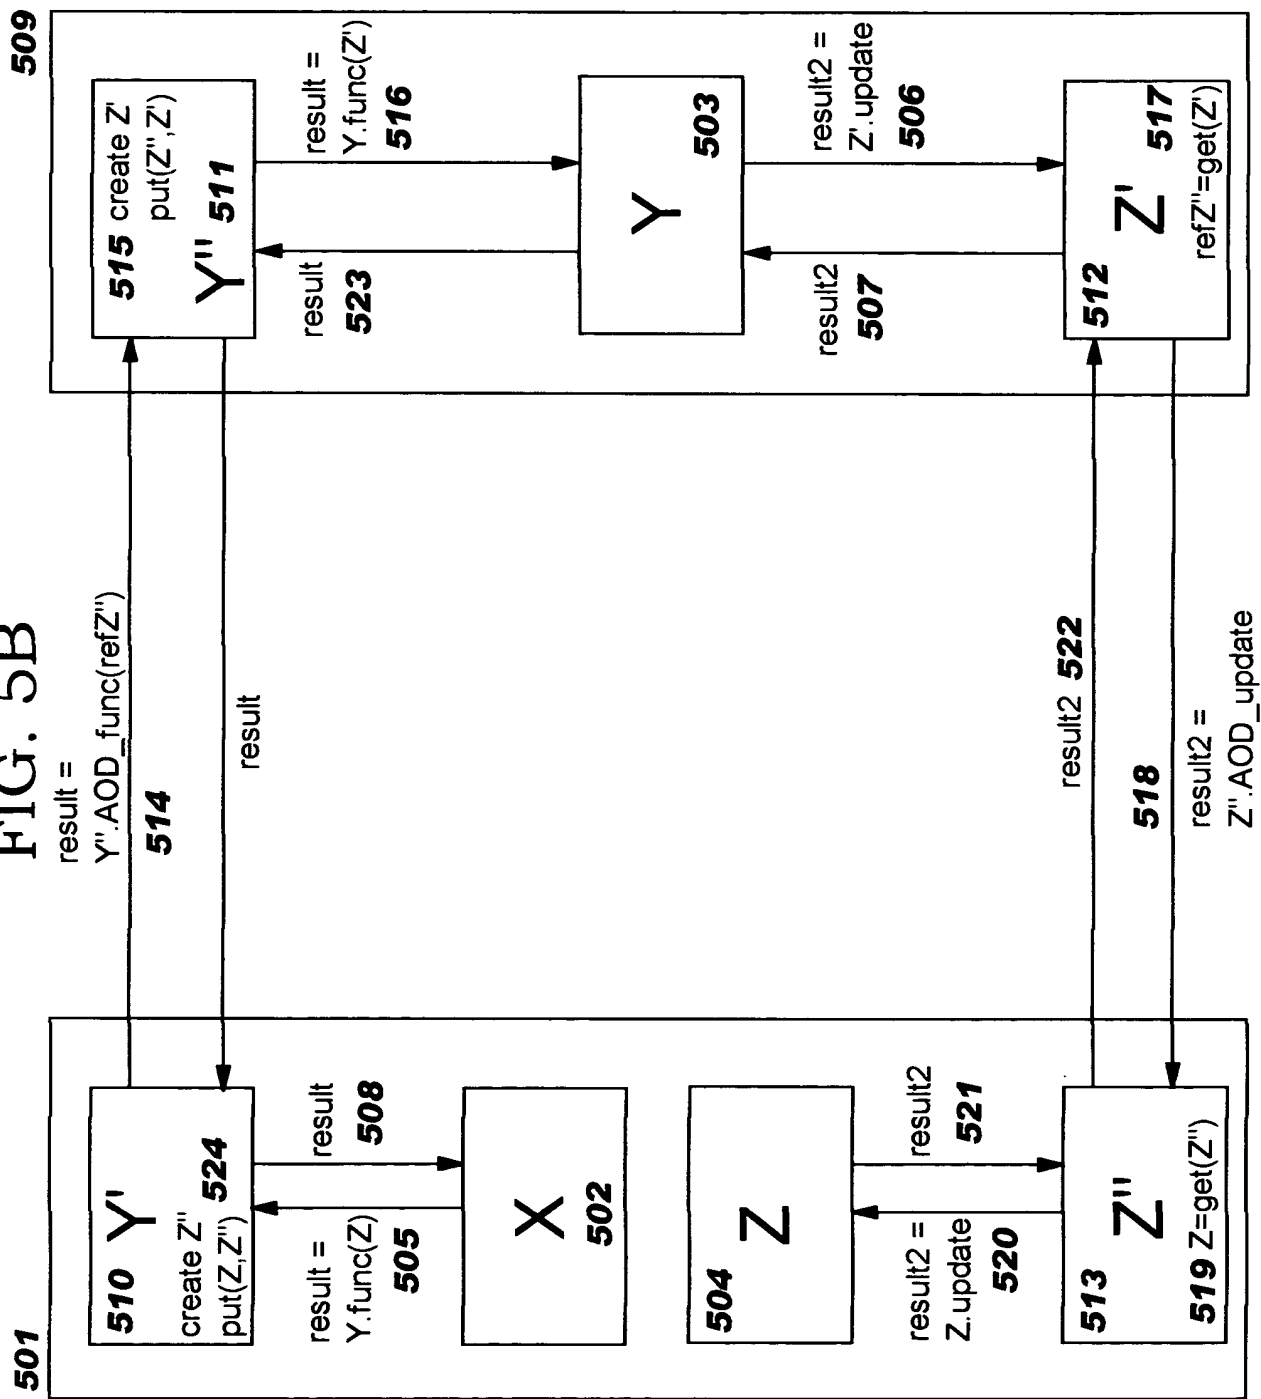 FIG. 5B
501
510 Y'
524
create Z"
put(Z,Z")
result =
Y.func(Z)
505
result
508
X
502
504
Z
result2 =
Z.update
520
result2
521
513
Z"
519 Z=get(Z")
result =
Y".AOD_func(refZ")
514
result
result2 522
518
result2 =
Z".AOD_update
509
515 create Z'
put(Z",Z')
Y" 511
result
523
result =
Y.func(Z')
516
Y
503
result2
507
result2 =
Z'.update
506
512
Z'
517
refZ"=get(Z')